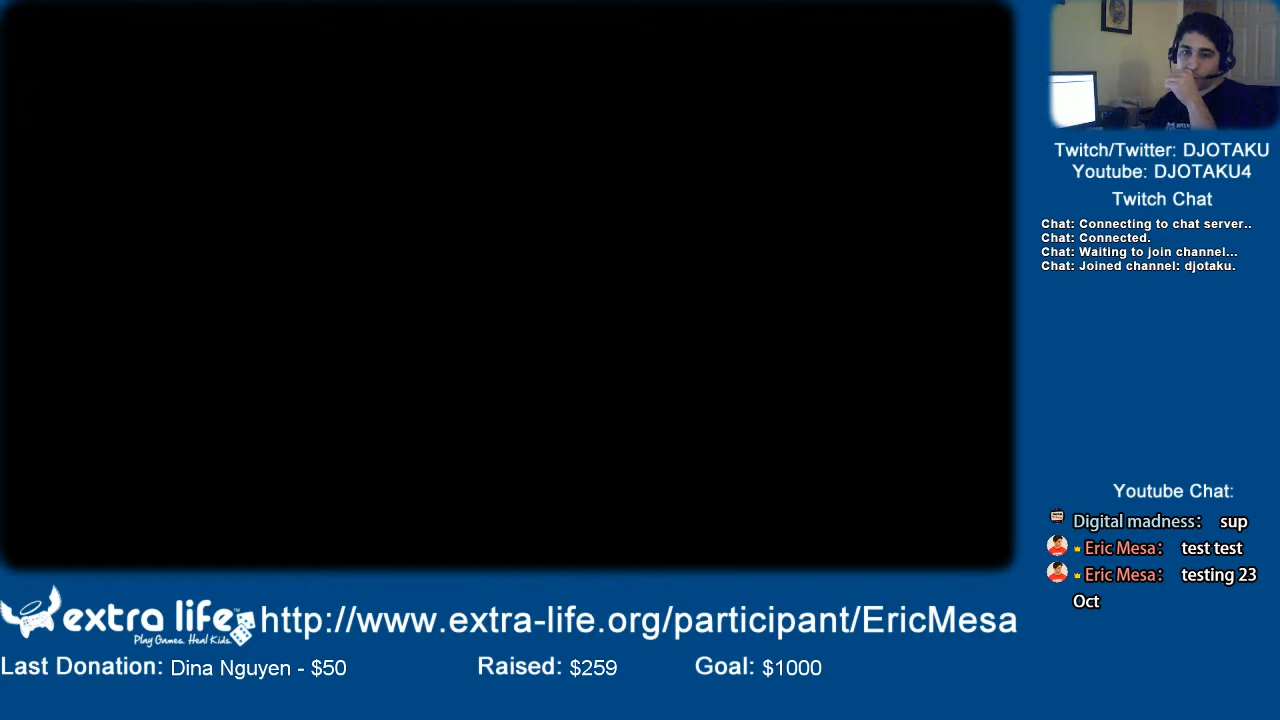 Twitch/Twitter: DJOTAKU
Youtube: DJOTAKU4
Twitch Chat
Chat: Connecting to chat server..
Chat: Connected.
Chat: Waiting to join channel...
Chat: Joined channel: djotaku.
Youtube Chat:
Digital madness: sup
Eric Mesa: test test
Eric Mesa: testing 23
Oct
extra life
Play Games. Heal Kids.
http://www.extra-life.org/participant/EricMesa
Last Donation: Dina Nguyen - $50
Raised: $259
Goal: $1000